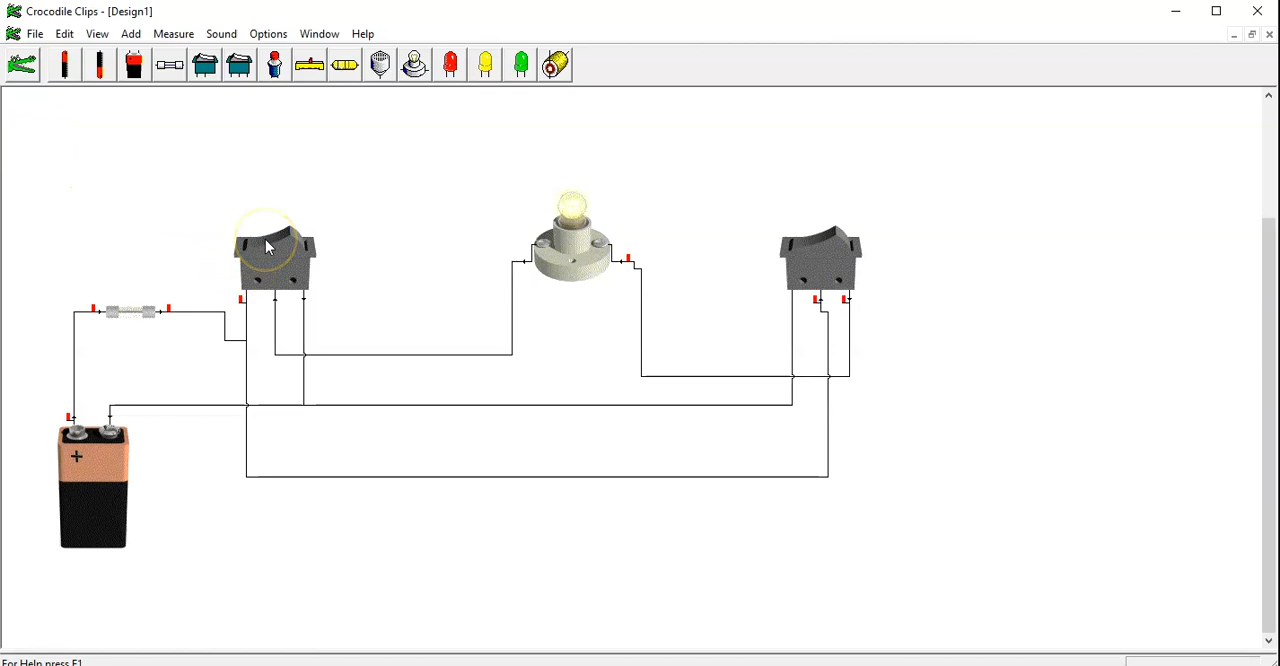 Crocodile Clips - [Design1]
File Edit View Add Measure Sound Options Window Help
+
For Help press F1